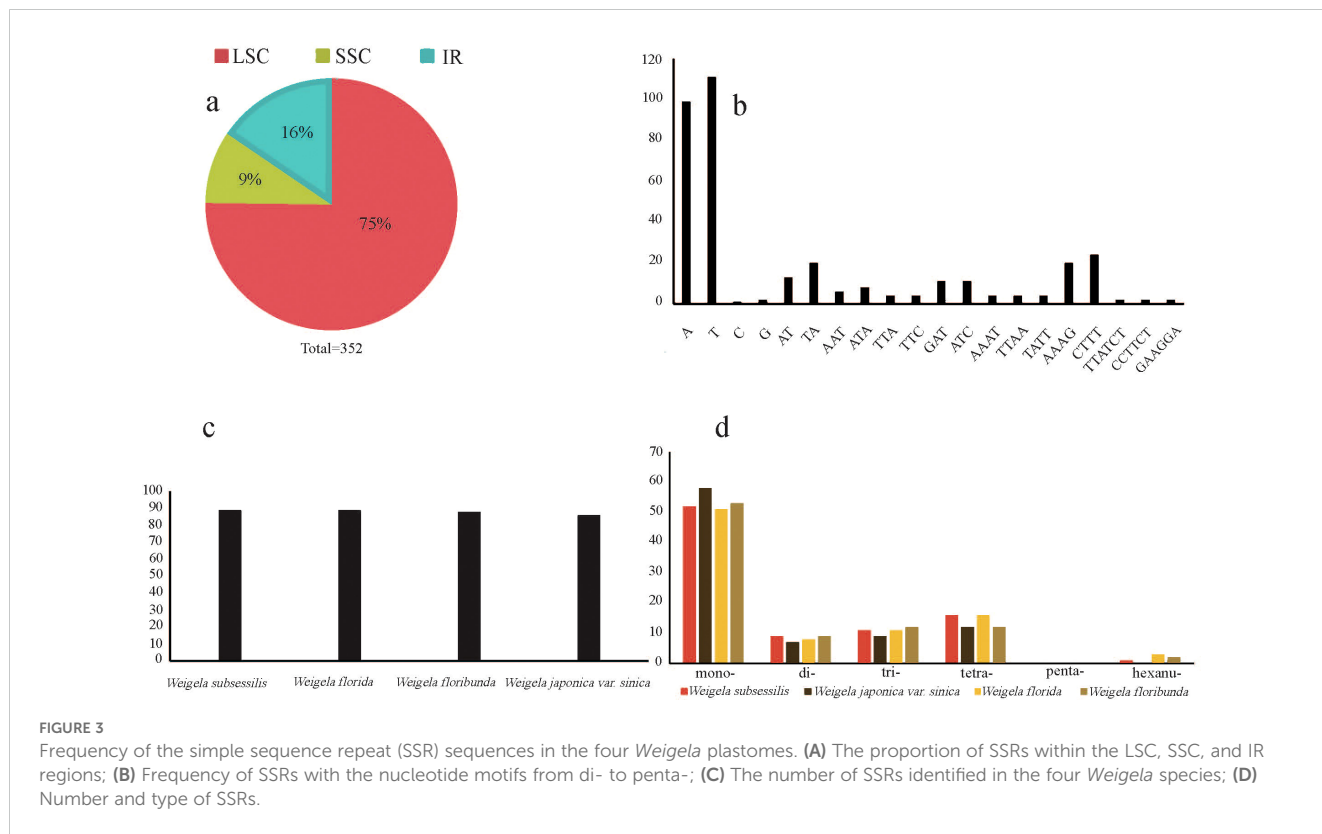 LSC SSC IR
a
16%
9%
75%
Total=352
b
120
100
80
60
40
20
0
A T C G AT TA AAT ATA TTA TTC GAT ATC AAAT TTAA TATT AAAG CTTT TTATCT CCTTCT GAAGGA
c
100
90
80
70
60
50
40
30
20
10
0
Weigela subsessilis Weigela florida Weigela floribunda Weigela japonica var. sinica
d
70
60
50
40
30
20
10
0
mono- di- tri- tetra- penta- hexanu-
Weigela subsessilis Weigela japonica var. sinica Weigela florida Weigela floribunda
FIGURE 3
Frequency of the simple sequence repeat (SSR) sequences in the four Weigela plastomes. (A) The proportion of SSRs within the LSC, SSC, and IR
regions; (B) Frequency of SSRs with the nucleotide motifs from di- to penta-; (C) The number of SSRs identified in the four Weigela species; (D)
Number and type of SSRs.